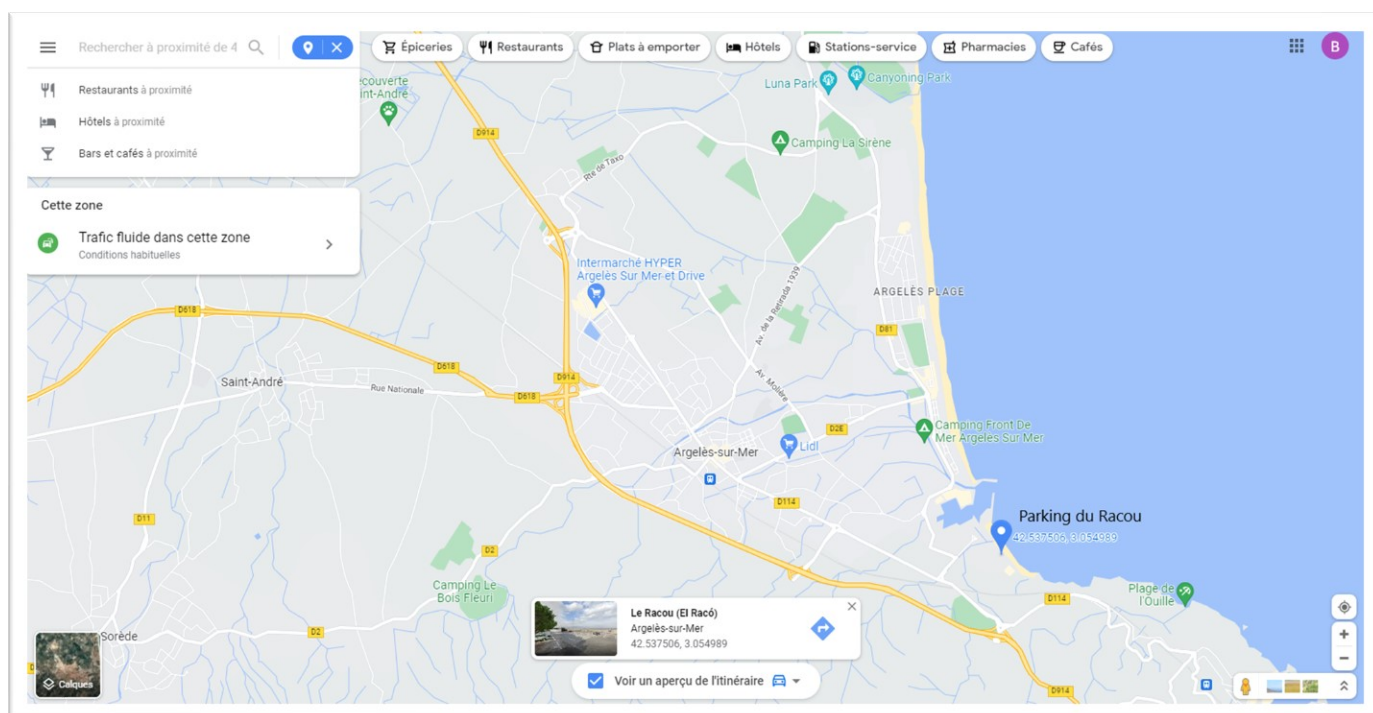 Rechercher à proximité de 4
Épiceries
Restaurants
Plats à emporter
Hôtels
Stations-service
Pharmacies
Cafés
B
Restaurants à proximité
Hôtels à proximité
Bars et cafés à proximité
Cette zone
Trafic fluide dans cette zone
Conditions habituelles
couverte
int-André
Luna Park
Canyoning Park
D914
Camping La Sirène
Rte de Taxo
Intermarché HYPER
Argelès Sur Mer et Drive
Av. de la Retirada 1939
ARGELÈS PLAGE
D618
D81
D618
Saint-André
Rue Nationale
D914
D618
Av. Molière
D2E
Camping Front De
Mer Argelès Sur Mer
Lidl
Argelès-sur-Mer
D114
D11
Parking du Racou
42.537506, 3.054989
D2
Camping Le
Bois Fleuri
Plage de
l'Ouille
D114
Le Racou (El Racó)
Argelès-sur-Mer
42.537506, 3.054989
Sorède
D2
Calques
Voir un aperçu de l'itinéraire
D914